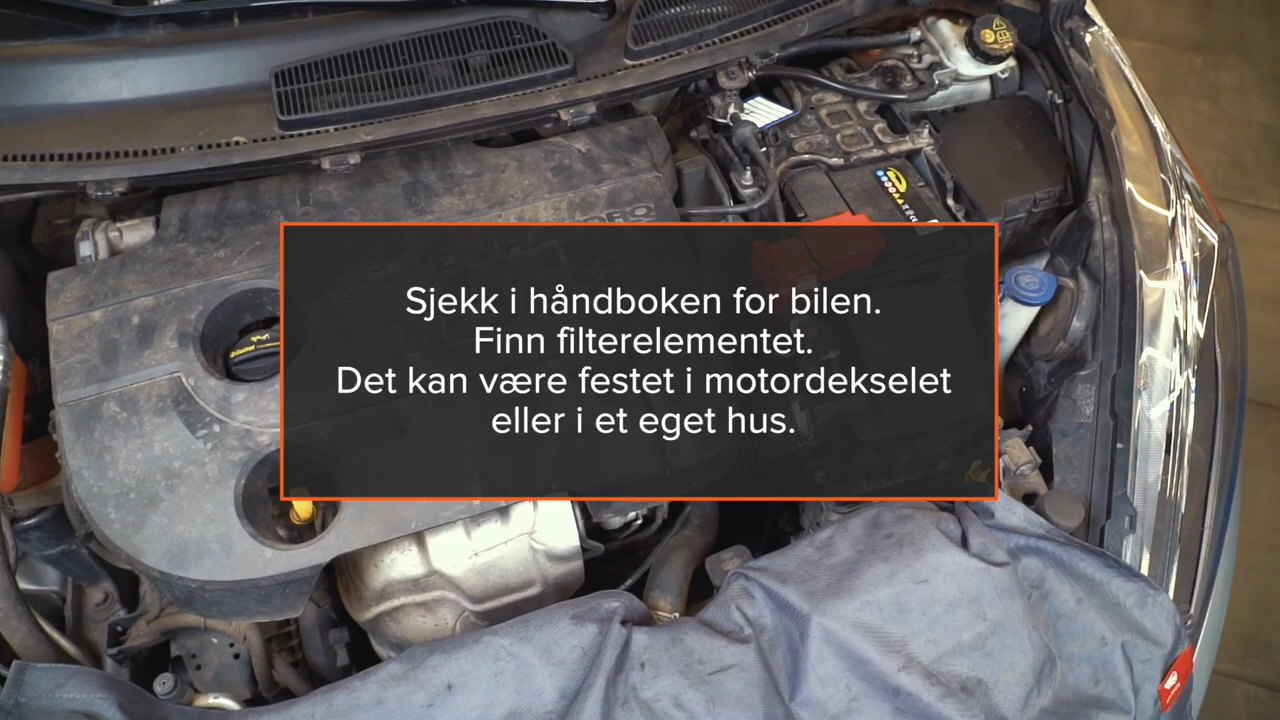 Sjekk i håndboken for bilen.
Finn filterelementet.
Det kan være festet i motordekselet
eller i et eget hus.